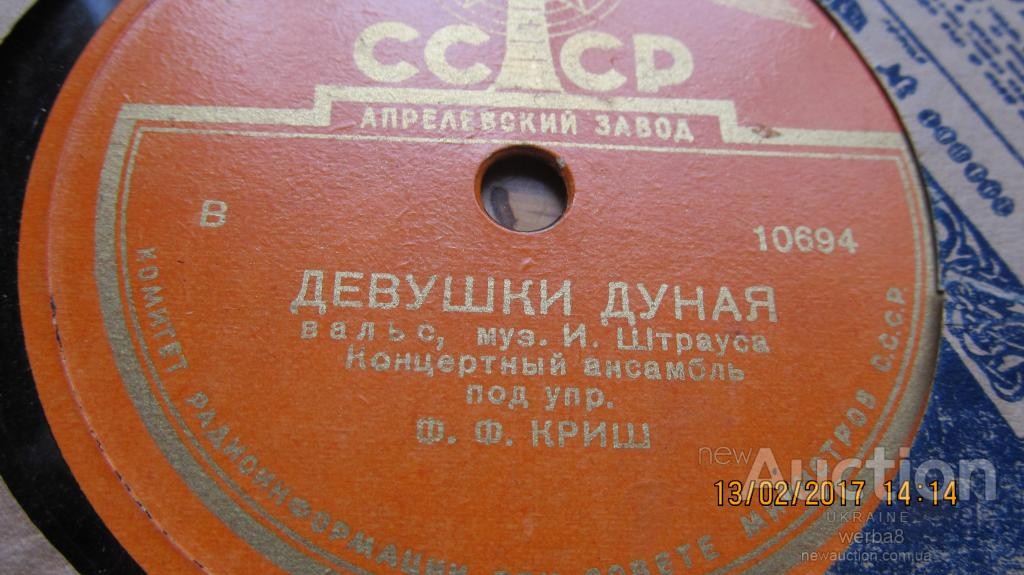 СССР
АПРЕЛЕВСКИЙ ЗАВОД
В 10694
ДЕВУШКИ ДУНАЯ
вальс, муз. И. Штрауса
Концертный ансамбль
под упр.
Ф. Ф. КРИШ
КОМИТЕТ РАДИОИНФОРМАЦИИ СОВЕТЕ МИНИСТРОВ С.С.С.Р.
newAuction
13/02/2017 14:14
UKRAINE
werba8
newauction.com.ua